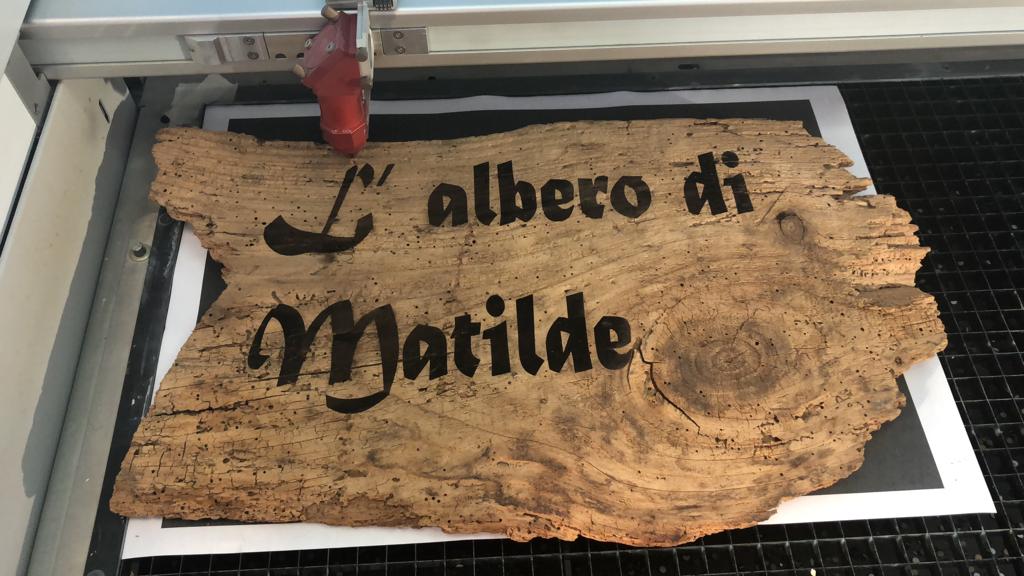 L' albero di
Matilde